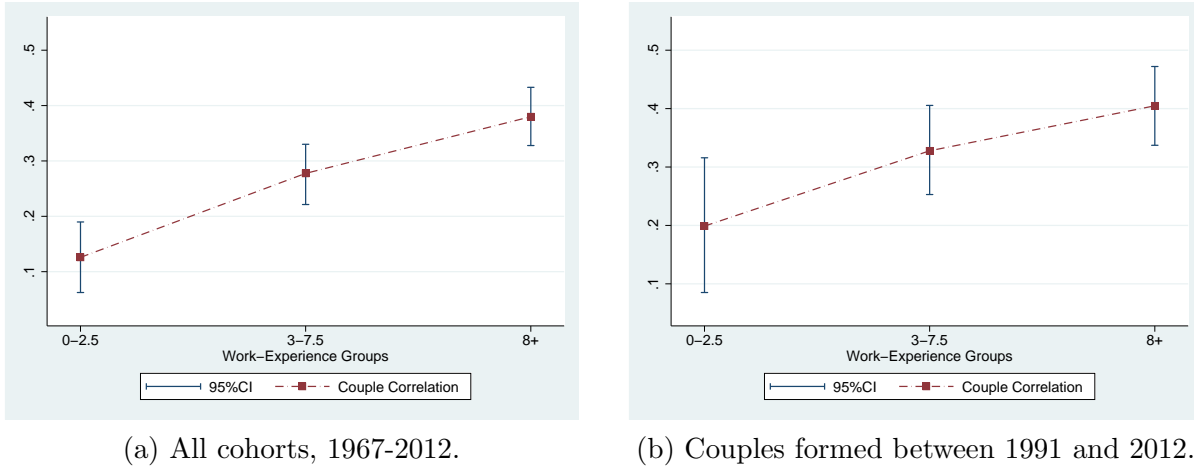 .5
.4
.3
.2
.1
0−2.5 3−7.5 8+
Work−Experience Groups
95%CI Couple Correlation
(a) All cohorts, 1967-2012.
.5
.4
.3
.2
.1
0−2.5 3−7.5 8+
Work−Experience Groups
95%CI Couple Correlation
(b) Couples formed between 1991 and 2012.